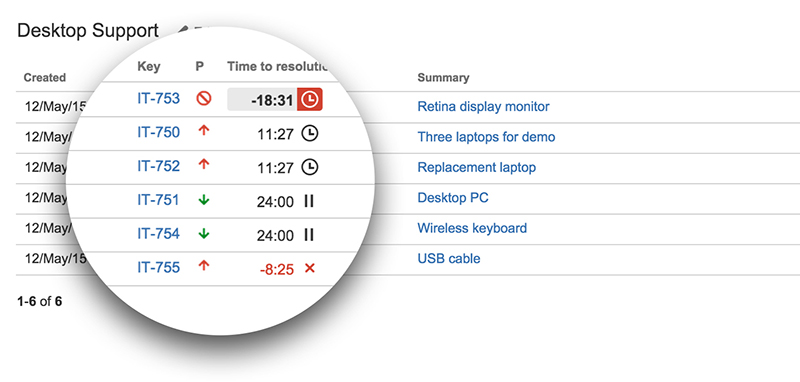 Desktop Support
Created Key P Time to resolution Summary
12/May/15 IT-753 -18:31 Retina display monitor
12/May IT-750 11:27 Three laptops for demo
12/May IT-752 11:27 Replacement laptop
12/May IT-751 24:00 Desktop PC
12/May IT-754 24:00 Wireless keyboard
12/May/15 IT-755 -8:25 USB cable
1-6 of 6